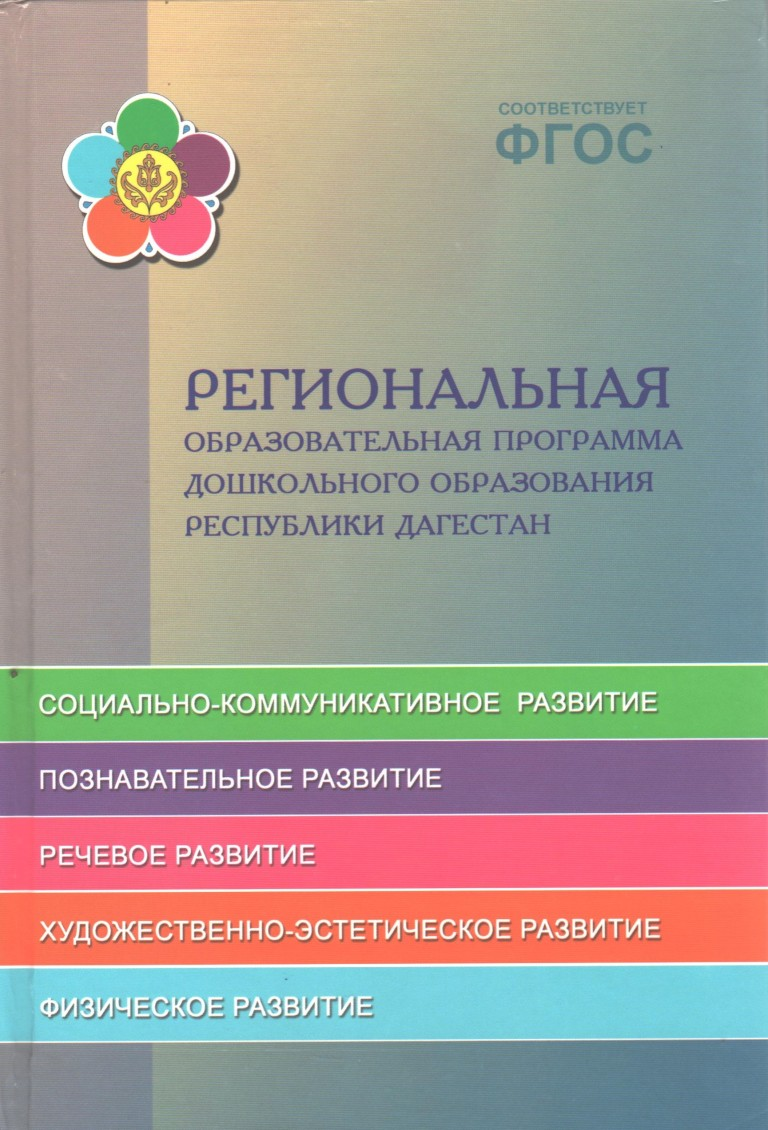 СООТВЕТСТВУЕТ
ФГОС
РЕГИОНАЛЬНАЯ
ОБРАЗОВАТЕЛЬНАЯ ПРОГРАММА
ДОШКОЛЬНОГО ОБРАЗОВАНИЯ
РЕСПУБЛИКИ ДАГЕСТАН
СОЦИАЛЬНО-КОММУНИКАТИВНОЕ РАЗВИТИЕ
ПОЗНАВАТЕЛЬНОЕ РАЗВИТИЕ
РЕЧЕВОЕ РАЗВИТИЕ
ХУДОЖЕСТВЕННО-ЭСТЕТИЧЕСКОЕ РАЗВИТИЕ
ФИЗИЧЕСКОЕ РАЗВИТИЕ